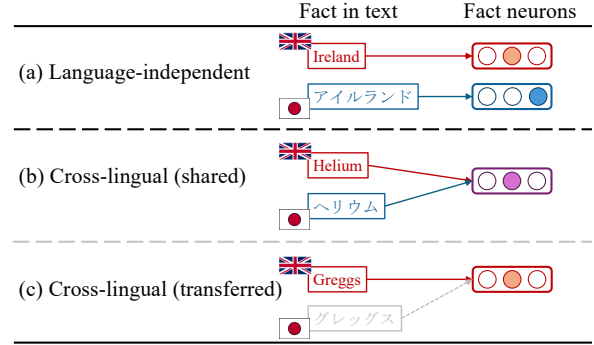 Fact in text Fact neurons
(a) Language-independent
Ireland
アイルランド
(b) Cross-lingual (shared)
Helium
ヘリウム
(c) Cross-lingual (transferred)
Greggs
グレッグス